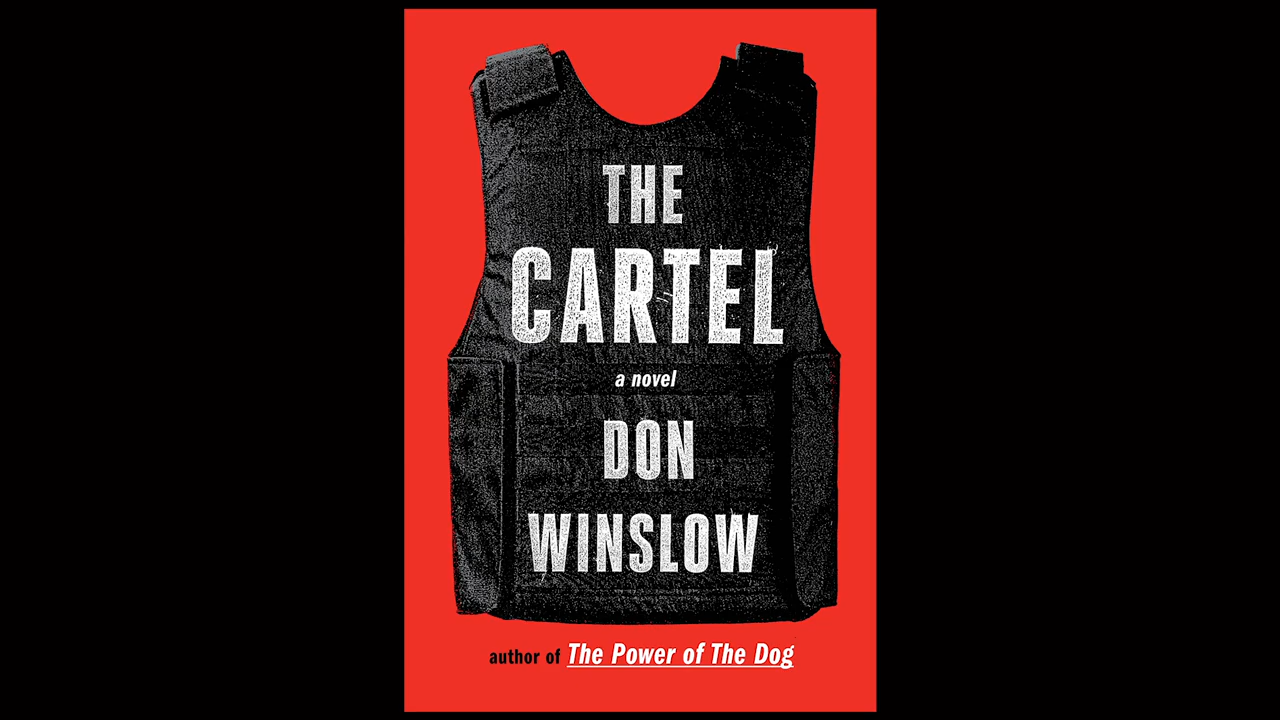 THE
CARTEL
a novel
DON
WINSLOW
author of The Power of The Dog